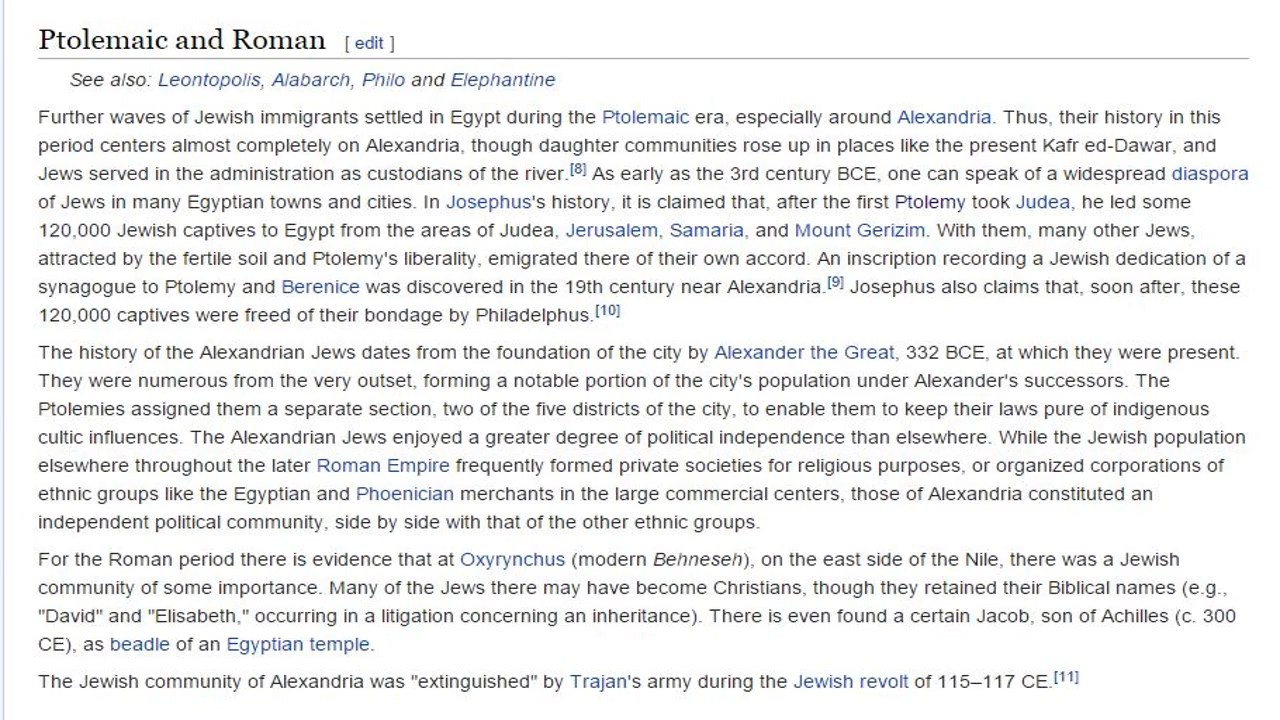 Ptolemaic and Roman [ edit ]
See also: Leontopolis, Alabarch, Philo and Elephantine
Further waves of Jewish immigrants settled in Egypt during the Ptolemaic era, especially around Alexandria. Thus, their history in this
period centers almost completely on Alexandria, though daughter communities rose up in places like the present Kafr ed-Dawar, and
Jews served in the administration as custodians of the river.[8] As early as the 3rd century BCE, one can speak of a widespread diaspora
of Jews in many Egyptian towns and cities. In Josephus's history, it is claimed that, after the first Ptolemy took Judea, he led some
120,000 Jewish captives to Egypt from the areas of Judea, Jerusalem, Samaria, and Mount Gerizim. With them, many other Jews,
attracted by the fertile soil and Ptolemy's liberality, emigrated there of their own accord. An inscription recording a Jewish dedication of a
synagogue to Ptolemy and Berenice was discovered in the 19th century near Alexandria.[9] Josephus also claims that, soon after, these
120,000 captives were freed of their bondage by Philadelphus.[10]
The history of the Alexandrian Jews dates from the foundation of the city by Alexander the Great, 332 BCE, at which they were present.
They were numerous from the very outset, forming a notable portion of the city's population under Alexander's successors. The
Ptolemies assigned them a separate section, two of the five districts of the city, to enable them to keep their laws pure of indigenous
cultic influences. The Alexandrian Jews enjoyed a greater degree of political independence than elsewhere. While the Jewish population
elsewhere throughout the later Roman Empire frequently formed private societies for religious purposes, or organized corporations of
ethnic groups like the Egyptian and Phoenician merchants in the large commercial centers, those of Alexandria constituted an
independent political community, side by side with that of the other ethnic groups.
For the Roman period there is evidence that at Oxyrynchus (modern Behneseh), on the east side of the Nile, there was a Jewish
community of some importance. Many of the Jews there may have become Christians, though they retained their Biblical names (e.g.,
"David" and "Elisabeth," occurring in a litigation concerning an inheritance). There is even found a certain Jacob, son of Achilles (c. 300
CE), as beadle of an Egyptian temple.
The Jewish community of Alexandria was "extinguished" by Trajan's army during the Jewish revolt of 115–117 CE.[11]